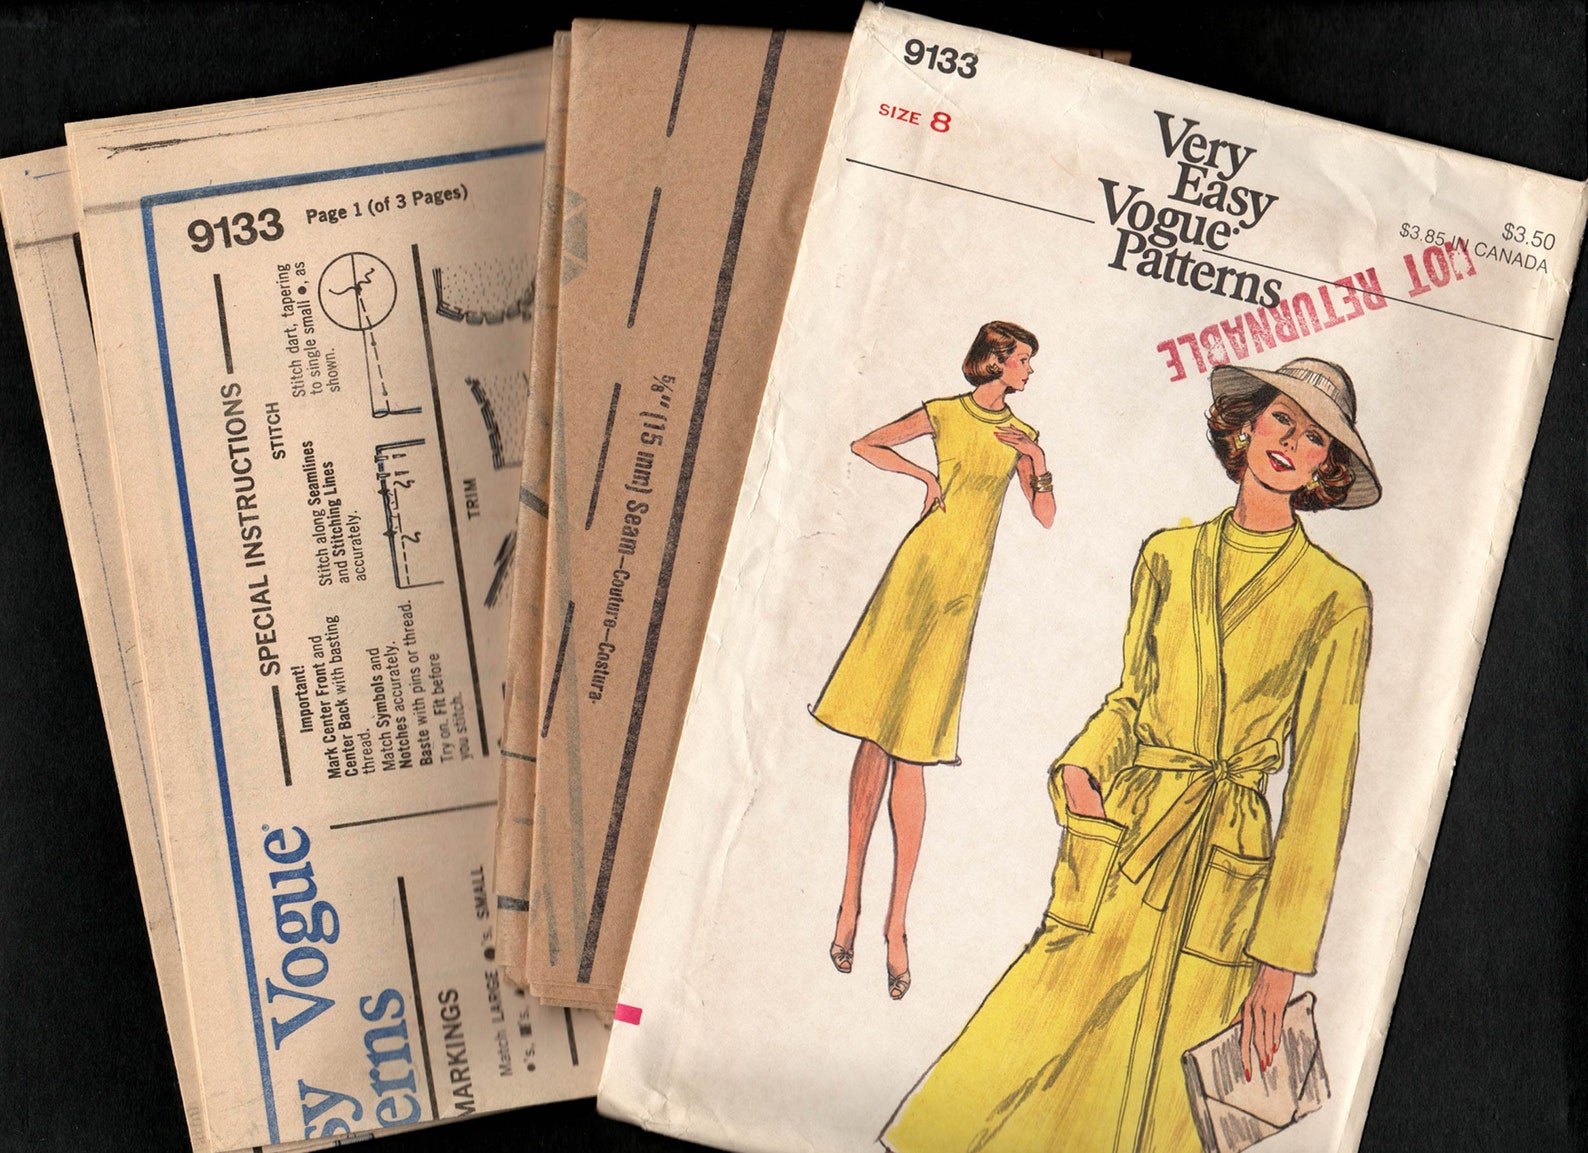 9133
Page 1 (of 3 Pages)
SPECIAL INSTRUCTIONS
Important!
Mark Center Front and
Center Back with basting
thread.
Match Symbols and
Notches accurately.
Baste with pins or thread.
Try on. Fit before
you stitch.
STITCH
Stitch along Seamlines
and Stitching Lines
accurately.
Stitch dart, tapering
to single small ●, as
shown.
TRIM
Vogue®
erns
MARKINGS
Match LARGE ●'s. SMALL
●'s, ■'s,
5/8" (15 mm) Seam—Couture—Costura
9133
SIZE 8
Very
Easy
Vogue®
Patterns
$3.50
$3.85 IN CANADA
NOT RETURNABLE